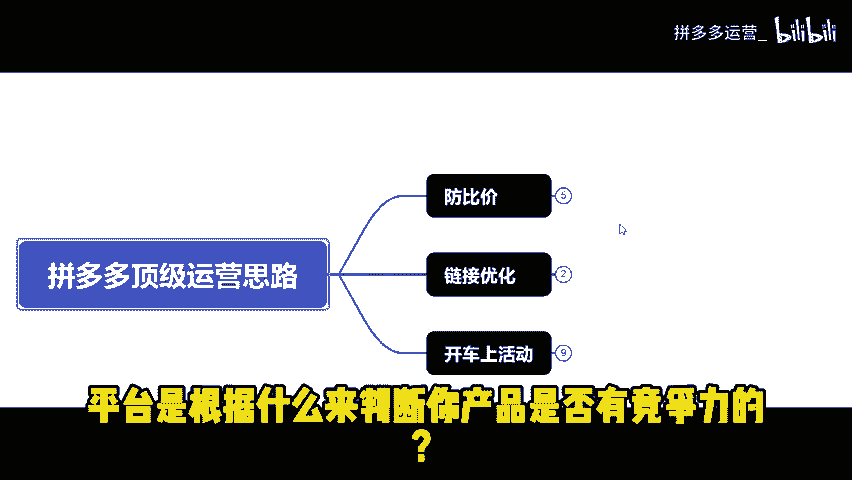 拼多多运营_ bilibili
防比价 5
拼多多顶级运营思路
链接优化 2
开车上活动 9
平台是根据什么来判断你产品是否有竞争力的
？